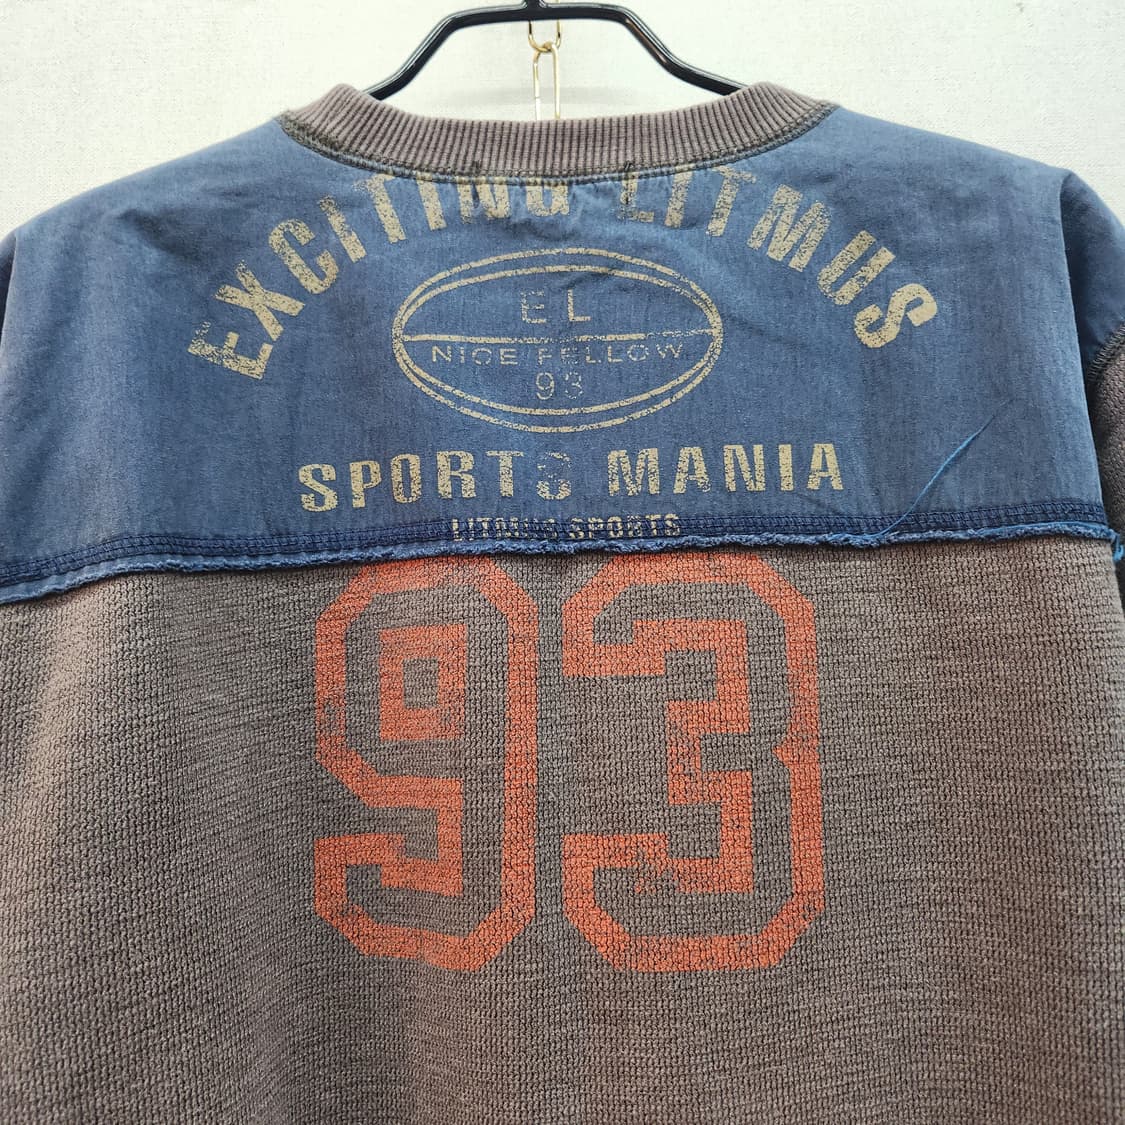 EXCITING LITMUS
EL
NICE FELLOW
93
SPORTS MANIA
LITMUS SPORTS
93